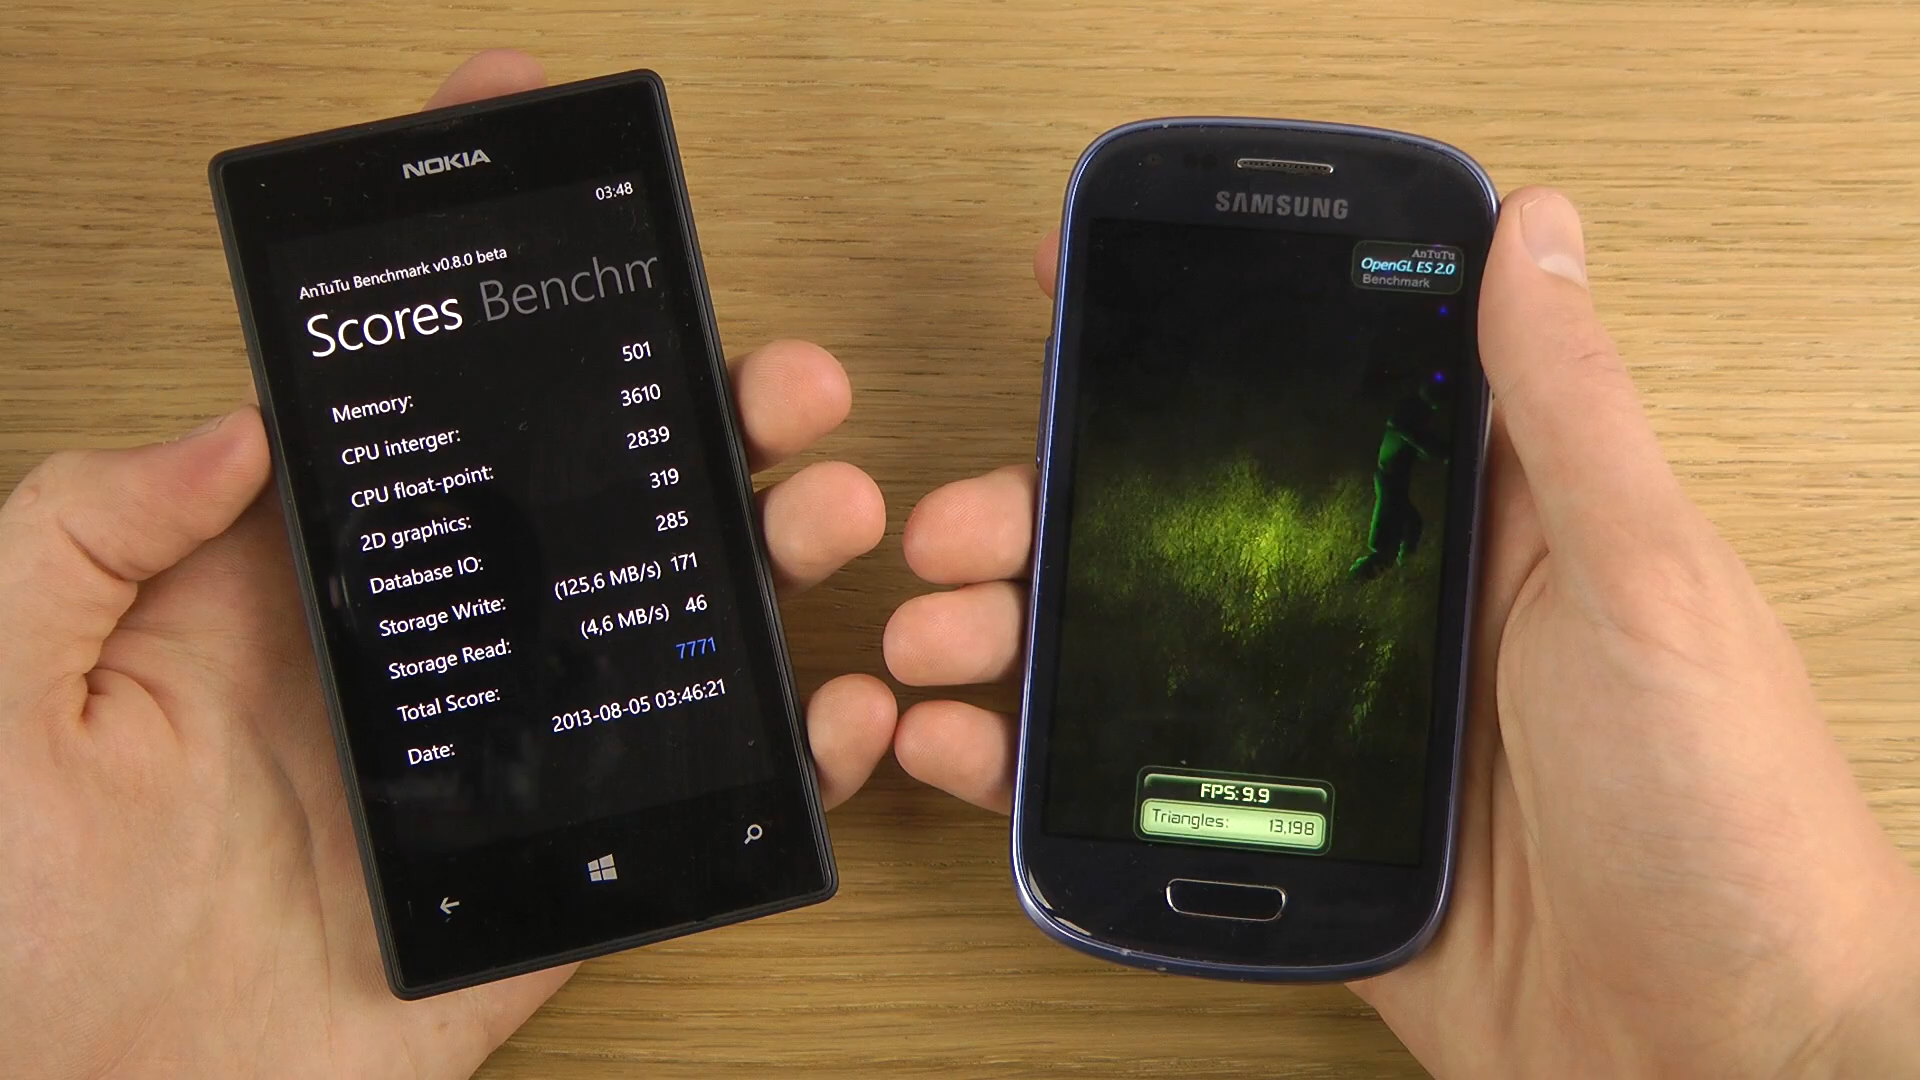 NOKIA
03:48
AnTuTu Benchmark v0.8.0 beta
Scores Benchm
Memory: 501
CPU interger: 3610
CPU float-point: 2839
2D graphics: 319
Database IO: 285
Storage Write: (125,6 MB/s) 171
Storage Read: (4,6 MB/s) 46
Total Score: 7771
Date: 2013-08-05 03:46:21
SAMSUNG
AnTuTu
OpenGL ES 2.0
Benchmark
FPS: 9.9
Triangles: 13,198